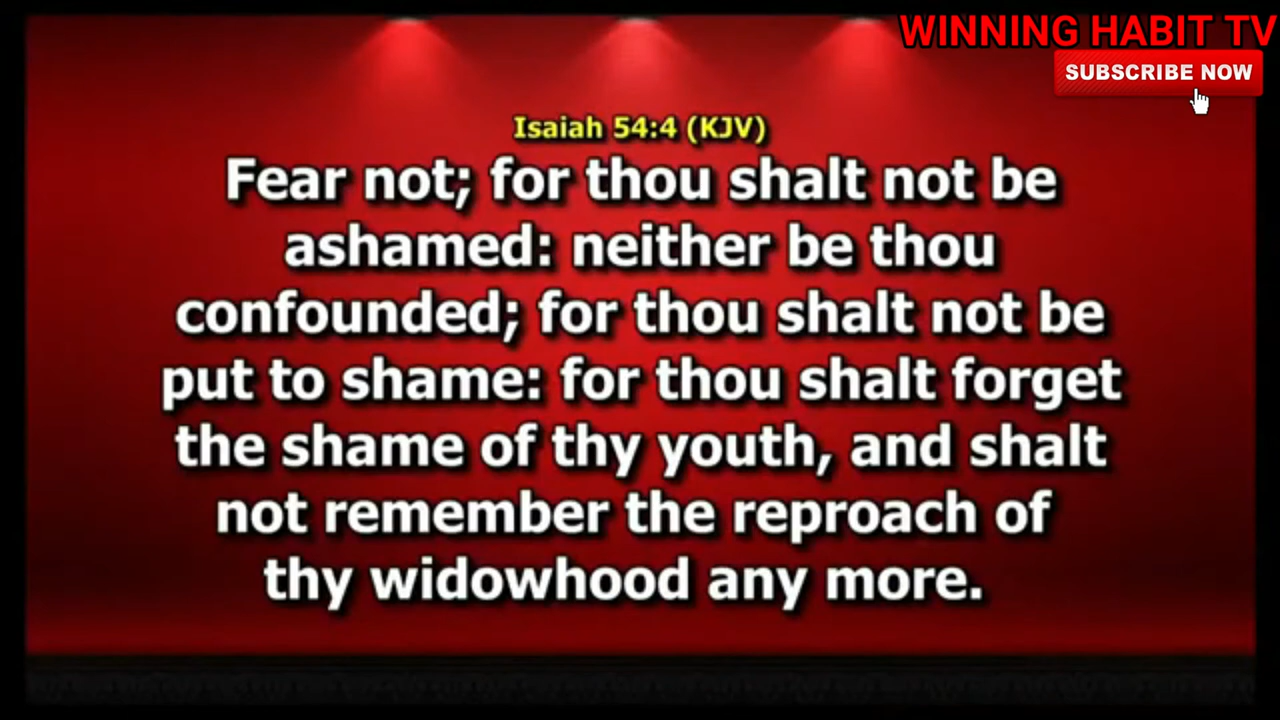 WINNING HABIT TV
SUBSCRIBE NOW
Isaiah 54:4 (KJV)
Fear not; for thou shalt not be
ashamed: neither be thou
confounded; for thou shalt not be
put to shame: for thou shalt forget
the shame of thy youth, and shalt
not remember the reproach of
thy widowhood any more.